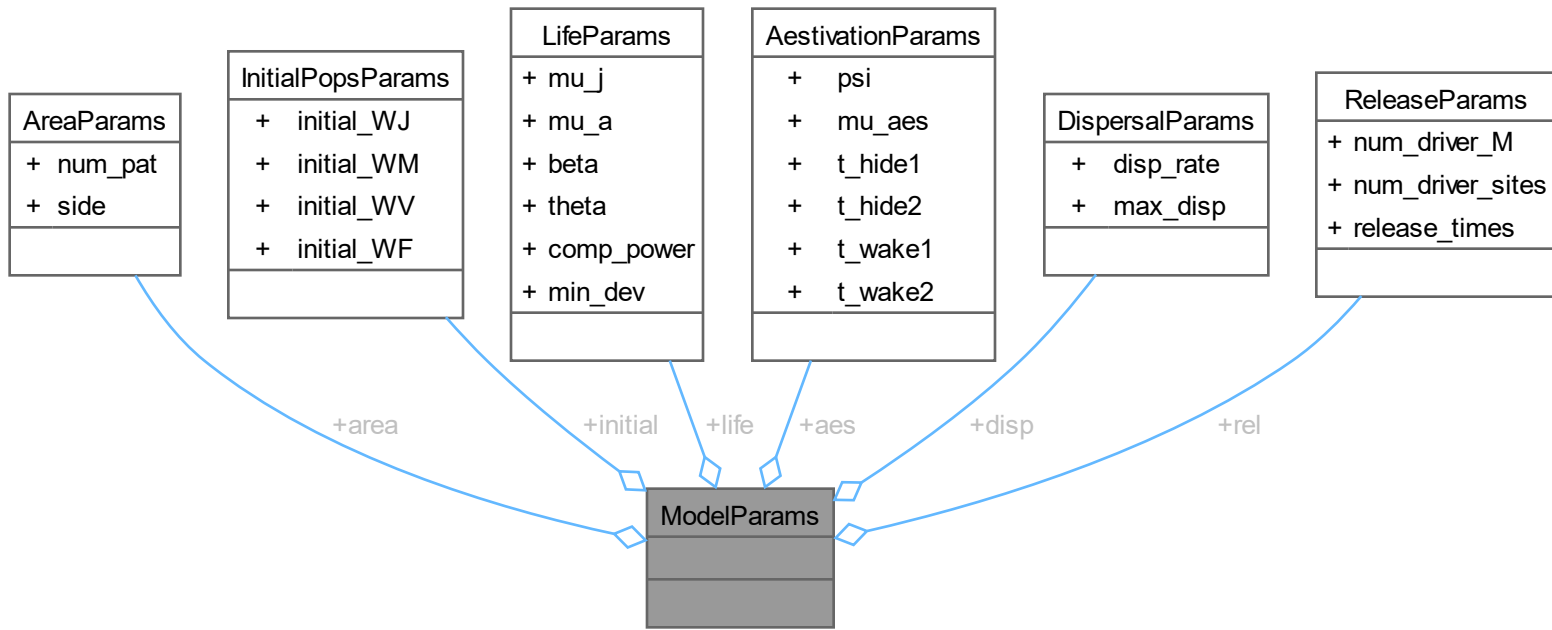 AreaParams
+ num_pat
+ side
InitialPopsParams
+ initial_WJ
+ initial_WM
+ initial_WV
+ initial_WF
LifeParams
+ mu_j
+ mu_a
+ beta
+ theta
+ comp_power
+ min_dev
AestivationParams
+ psi
+ mu_aes
+ t_hide1
+ t_hide2
+ t_wake1
+ t_wake2
DispersalParams
+ disp_rate
+ max_disp
ReleaseParams
+ num_driver_M
+ num_driver_sites
+ release_times
+area
+initial
+life
+aes
+disp
+rel
ModelParams